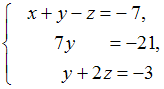 x + y – z = – 7,
7y = –21,
y + 2z = –3